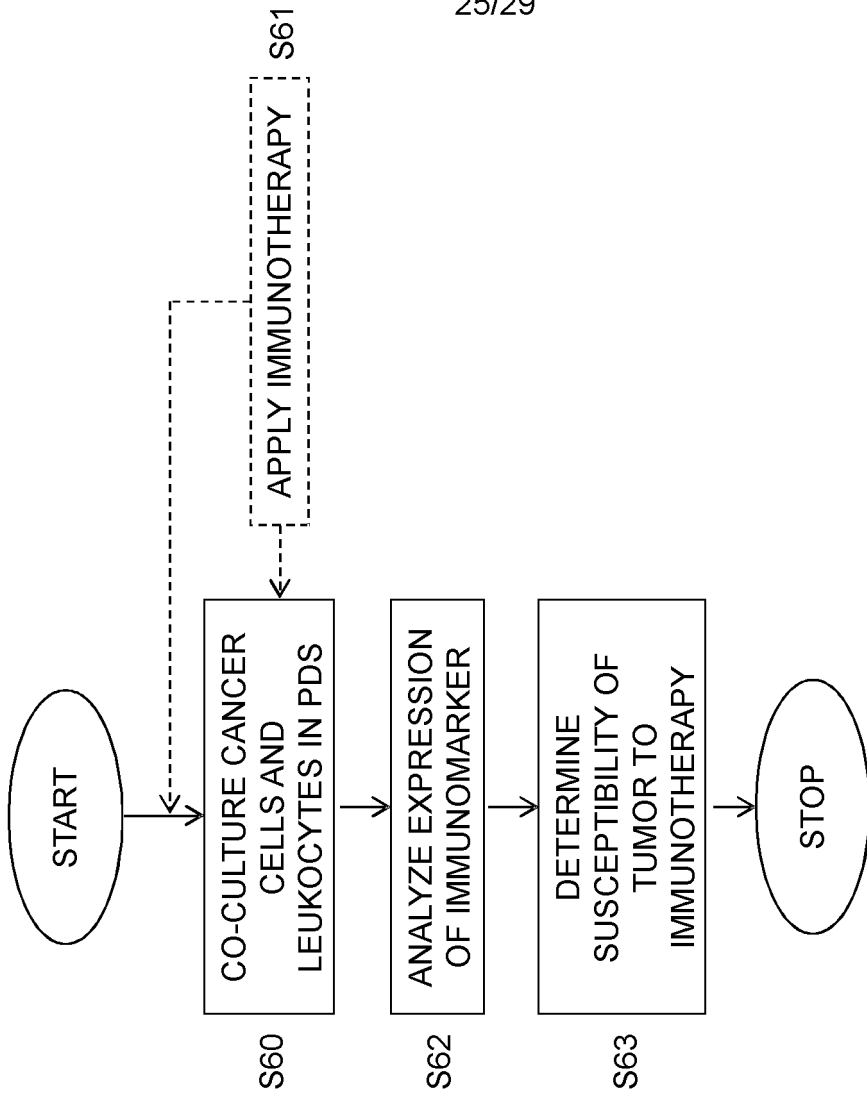 25/29
START
S60
CO-CULTURE CANCER
CELLS AND
LEUKOCYTES IN PDS
APPLY IMMUNOTHERAPY
S61
S62
ANALYZE EXPRESSION
OF IMMUNOMARKER
S63
DETERMINE
SUSCEPTIBILITY OF
TUMOR TO
IMMUNOTHERAPY
STOP